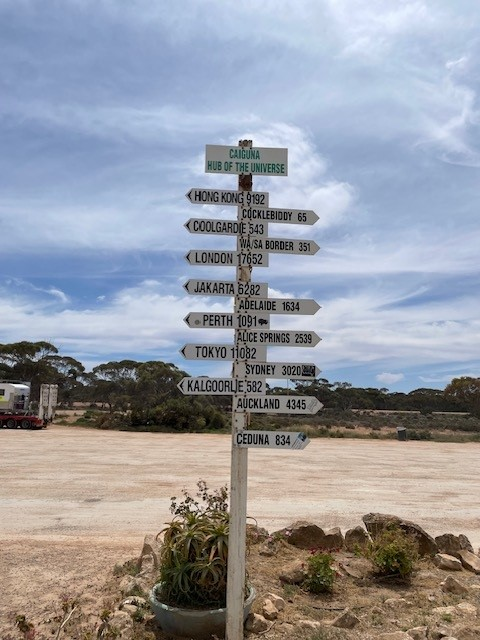 CAIGUNA
HUB OF THE UNIVERSE
HONG KONG 9192
COCKLEBIDDY 65
COOLGARDIE 543
WA/SA BORDER 351
LONDON 17652
JAKARTA 6282
ADELAIDE 1634
PERTH 1091
ALICE SPRINGS 2539
TOKYO 11082
SYDNEY 3020
KALGOORLIE 582
AUCKLAND 4345
CEDUNA 834